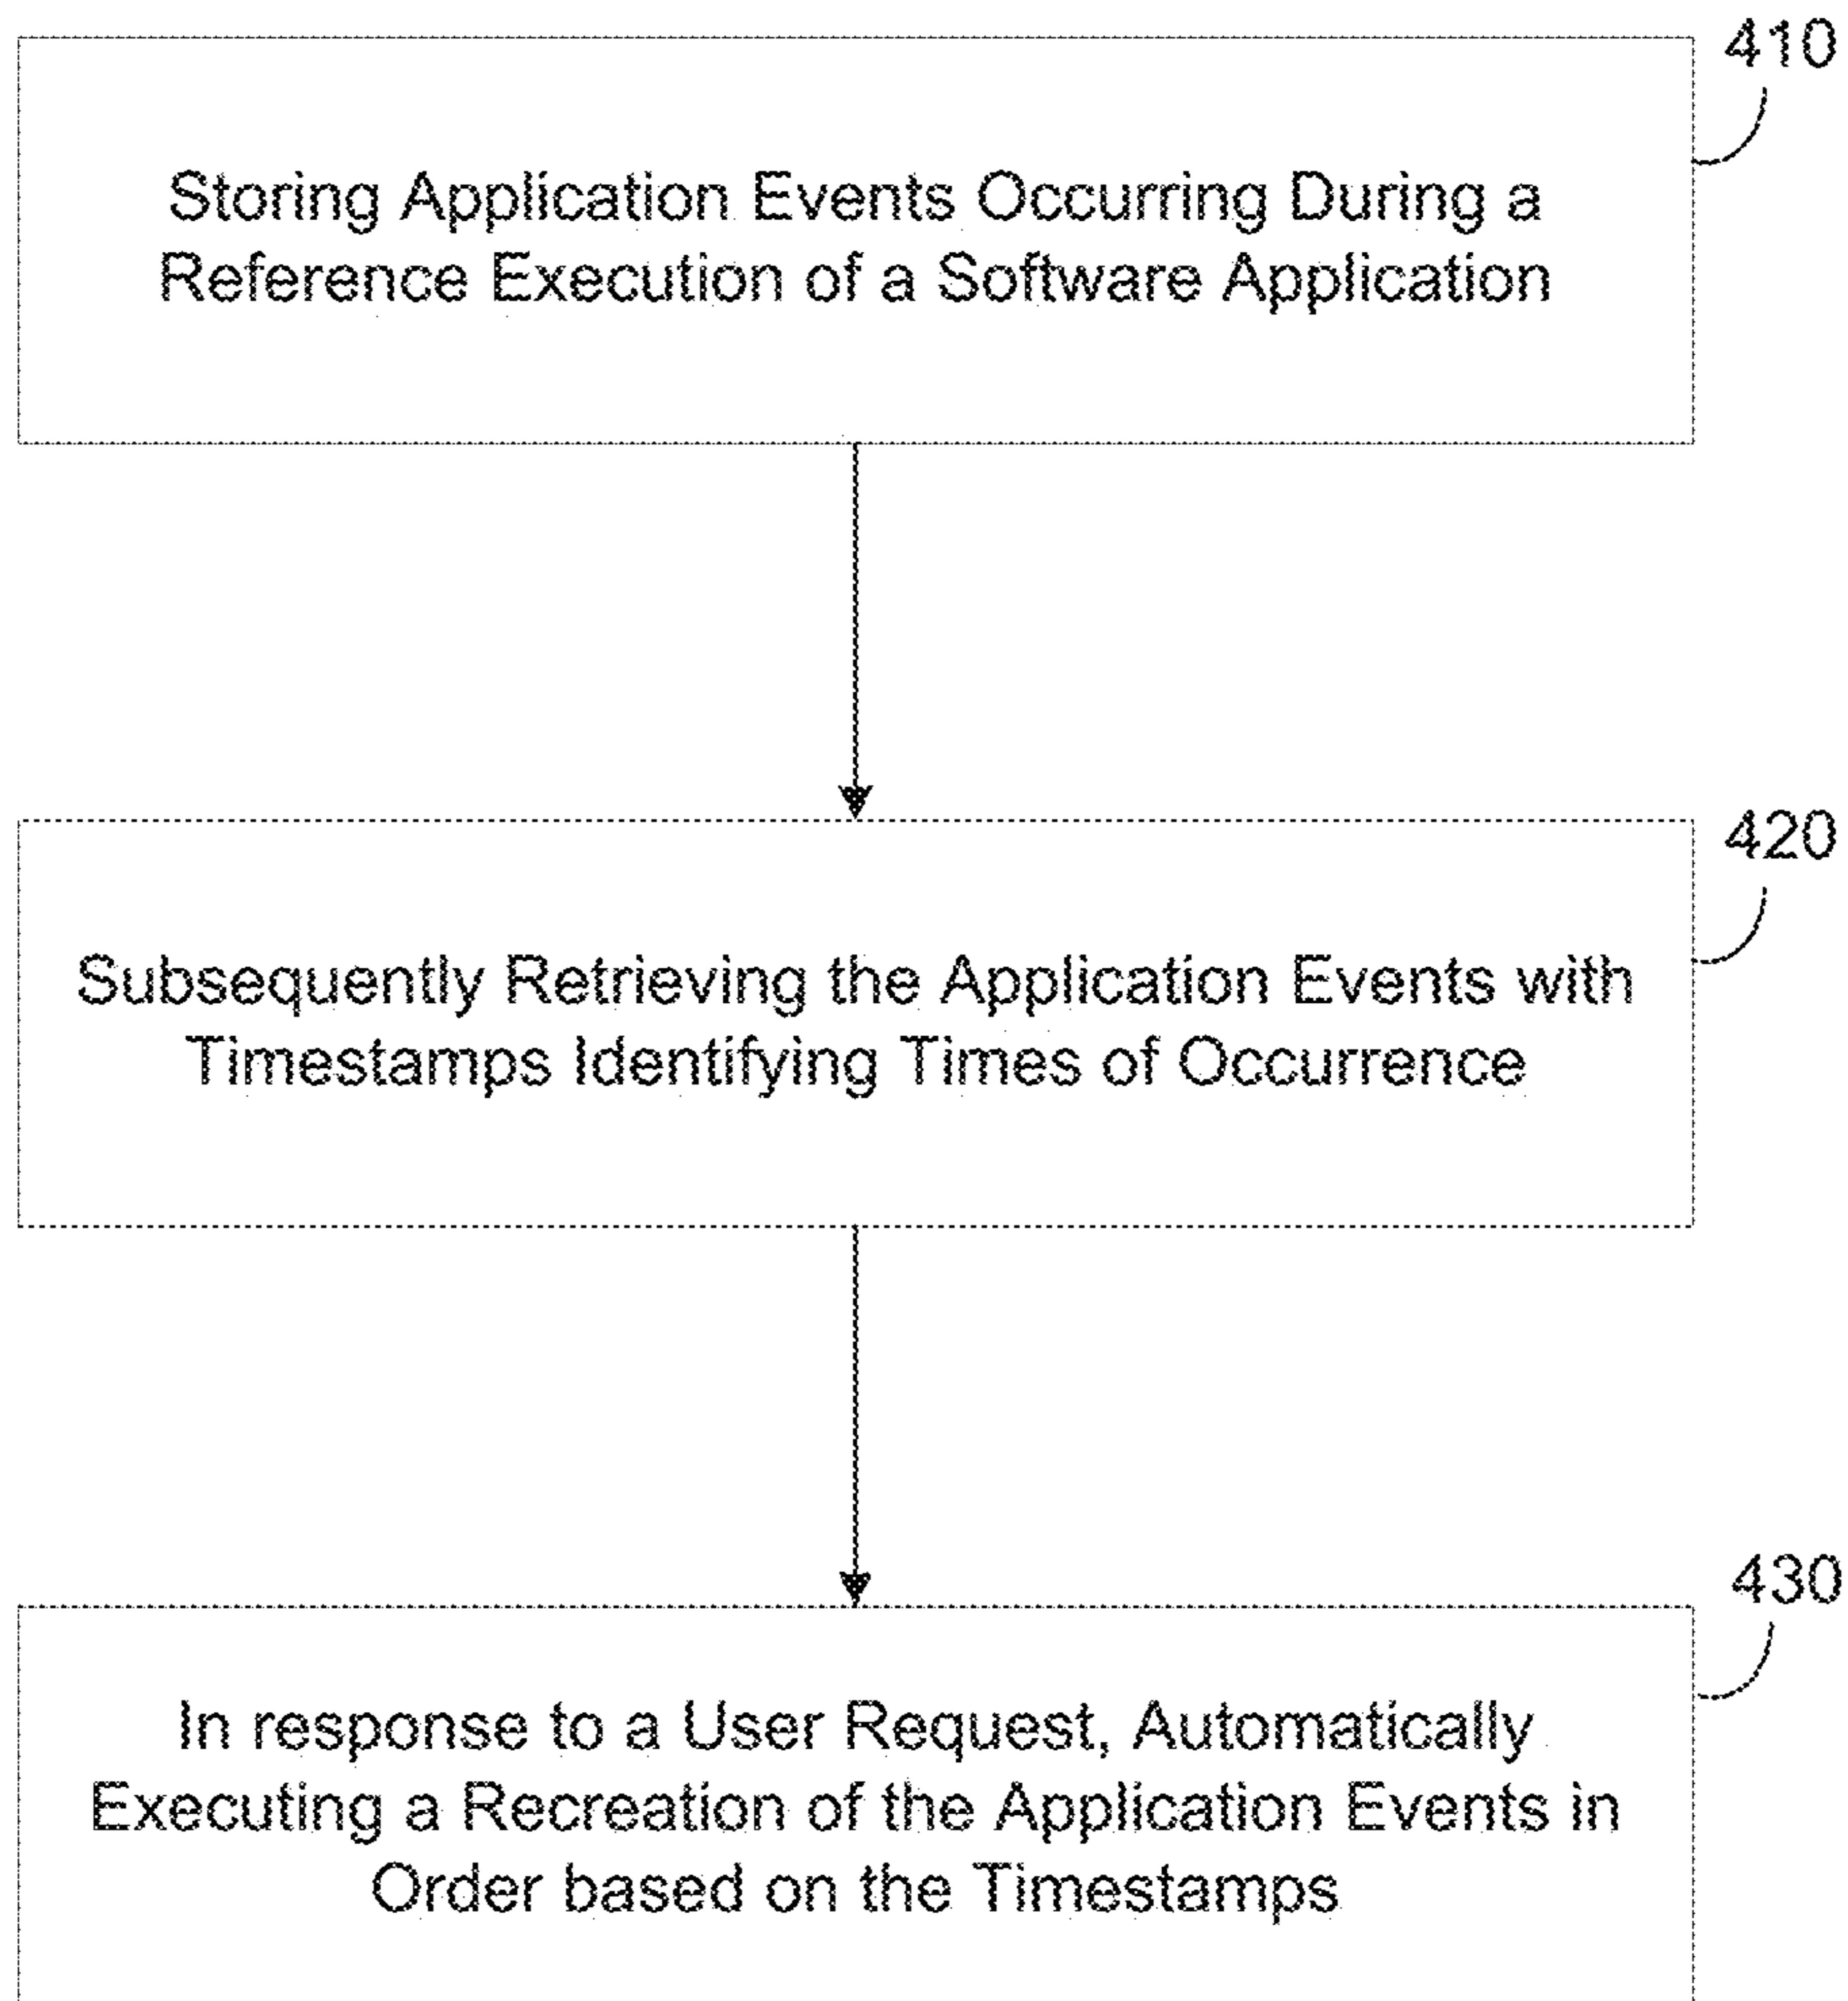 410
Storing Application Events Occurring During a
Reference Execution of a Software Application
420
Subsequently Retrieving the Application Events with
Timestamps Identifying Times of Occurrence
430
In response to a User Request, Automatically
Executing a Recreation of the Application Events in
Order based on the Timestamps